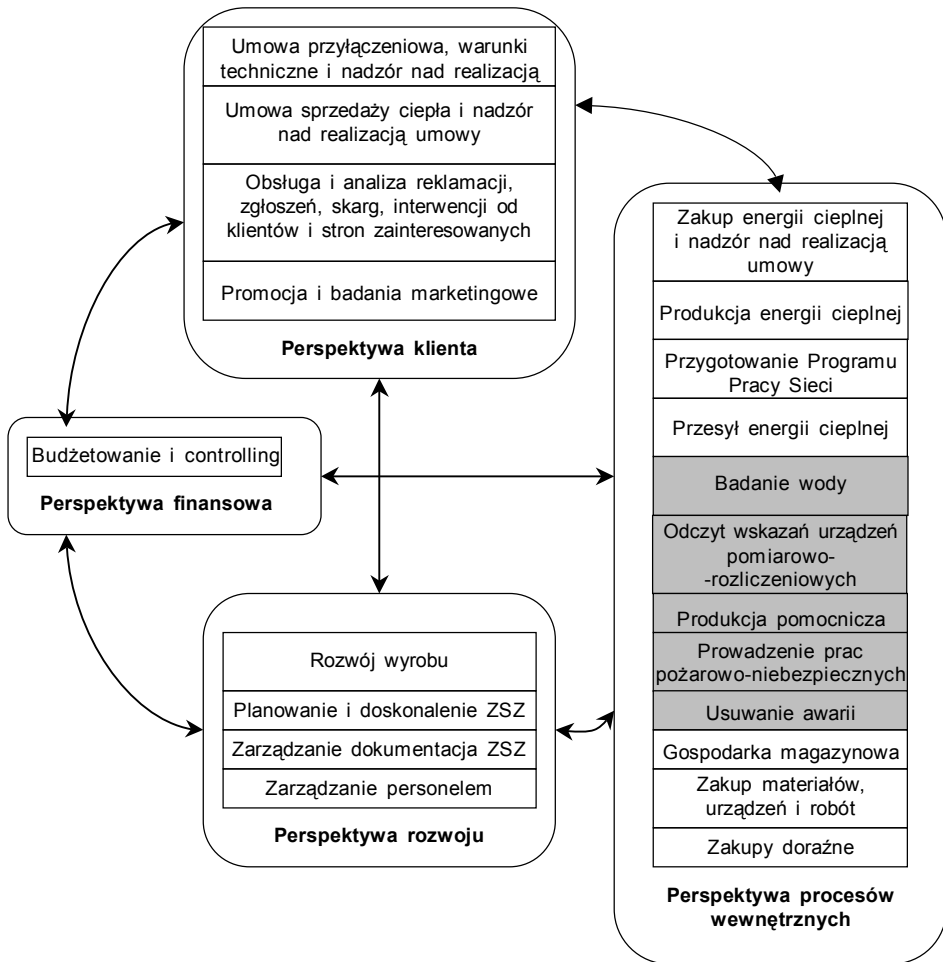 Umowa przyłączeniowa, warunki
techniczne i nadzór nad realizacją
Umowa sprzedaży ciepła i nadzór
nad realizacją umowy
Obsługa i analiza reklamacji,
zgłoszeń, skarg, interwencji od
klientów i stron zainteresowanych
Promocja i badania marketingowe
Perspektywa klienta
Budżetowanie i controlling
Perspektywa finansowa
Rozwój wyrobu
Planowanie i doskonalenie ZSZ
Zarządzanie dokumentacja ZSZ
Zarządzanie personelem
Perspektywa rozwoju
Zakup energii cieplnej
i nadzór nad realizacją
umowy
Produkcja energii cieplnej
Przygotowanie Programu
Pracy Sieci
Przesył energii cieplnej
Badanie wody
Odczyt wskazań urządzeń
pomiarowo-
-rozliczeniowych
Produkcja pomocnicza
Prowadzenie prac
pożarowo-niebezpiecznych
Usuwanie awarii
Gospodarka magazynowa
Zakup materiałów,
urządzeń i robót
Zakupy doraźne
Perspektywa procesów
wewnętrznych